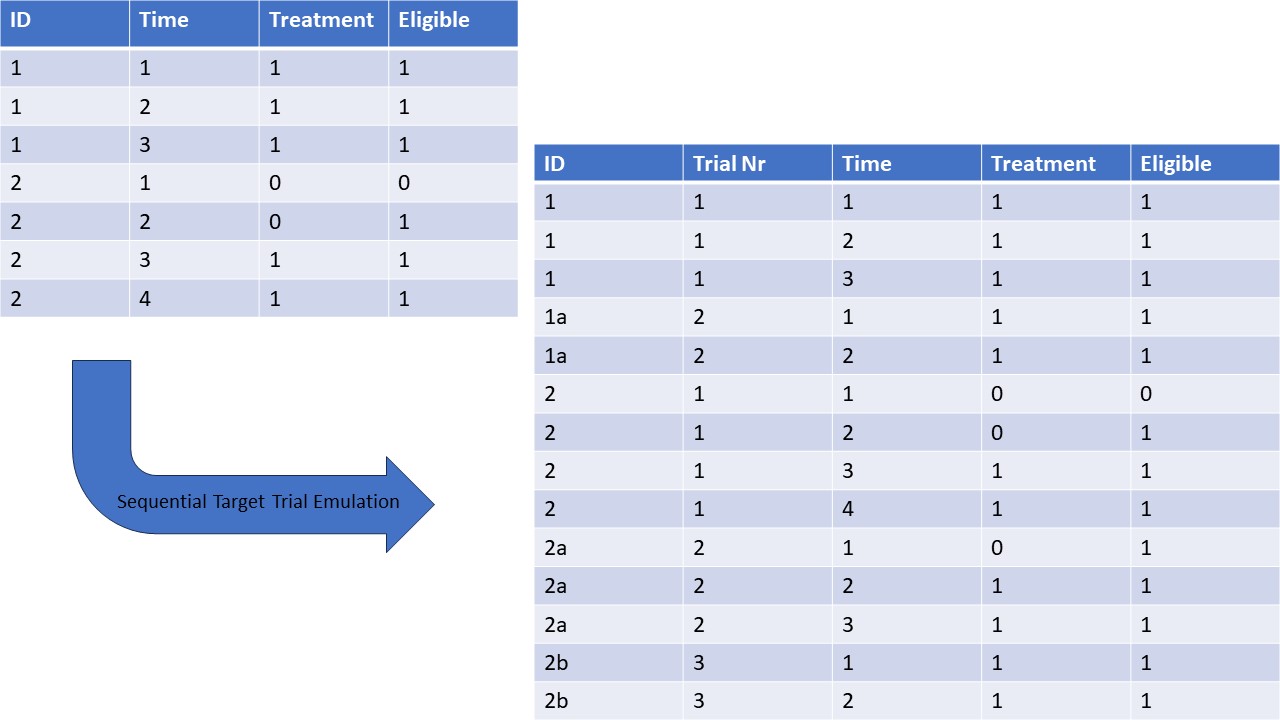 ID Time Treatment Eligible
1 1 1 1
1 2 1 1
1 3 1 1
2 1 0 0
2 2 0 1
2 3 1 1
2 4 1 1
Sequential Target Trial Emulation
ID Trial Nr Time Treatment Eligible
1 1 1 1 1
1 1 2 1 1
1 1 3 1 1
1a 2 1 1 1
1a 2 2 1 1
2 1 1 0 0
2 1 2 0 1
2 1 3 1 1
2 1 4 1 1
2a 2 1 0 1
2a 2 2 1 1
2a 2 3 1 1
2b 3 1 1 1
2b 3 2 1 1